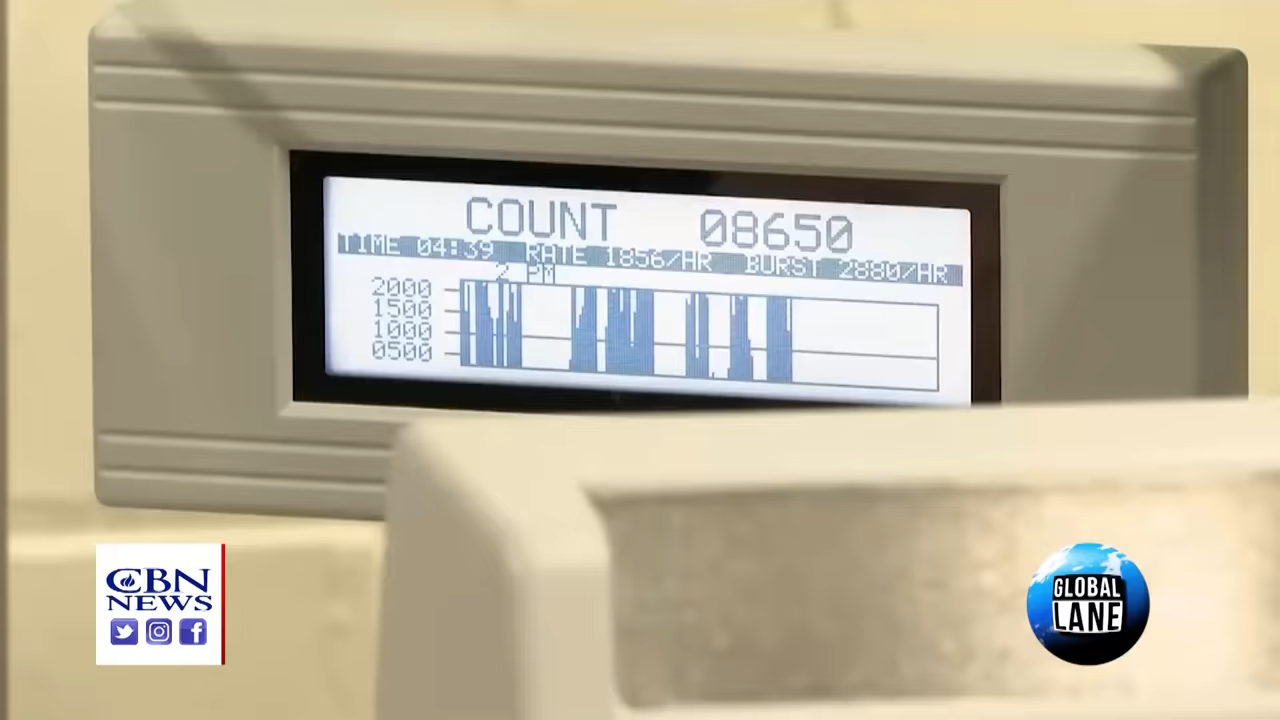 COUNT 08650
TIME 04:39 RATE 1856/HR BURST 2880/HR
2 PM
2000
1500
1000
0500
CBN
NEWS
GLOBAL
LANE